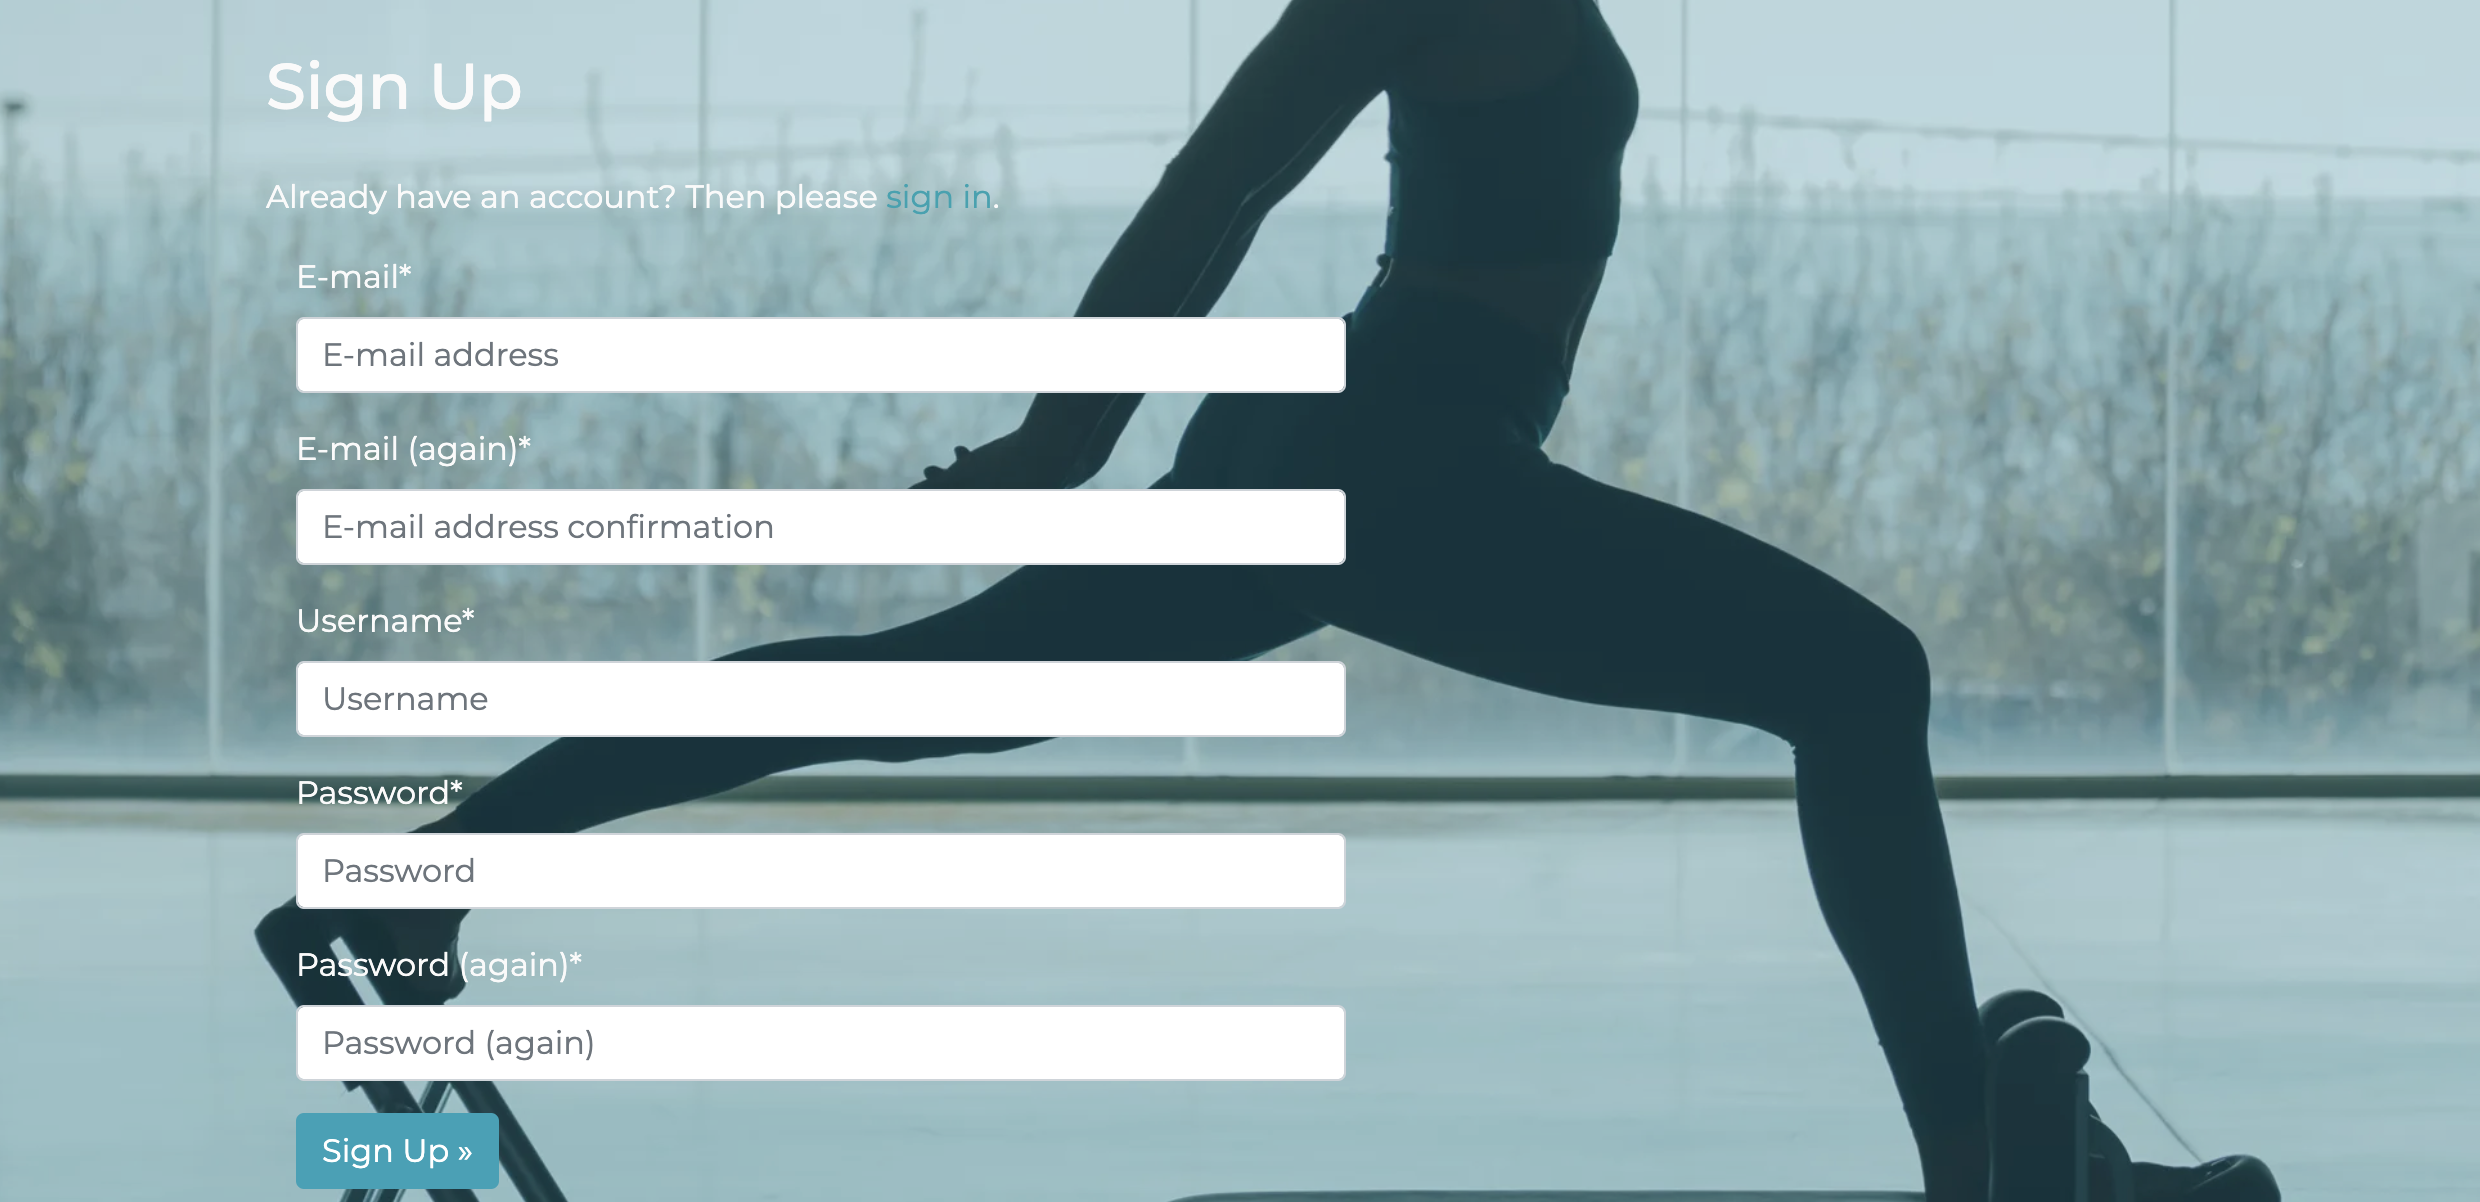 Sign Up
Already have an account? Then please sign in.
E-mail*
E-mail address
E-mail (again)*
E-mail address confirmation
Username*
Username
Password*
Password
Password (again)*
Password (again)
Sign Up »